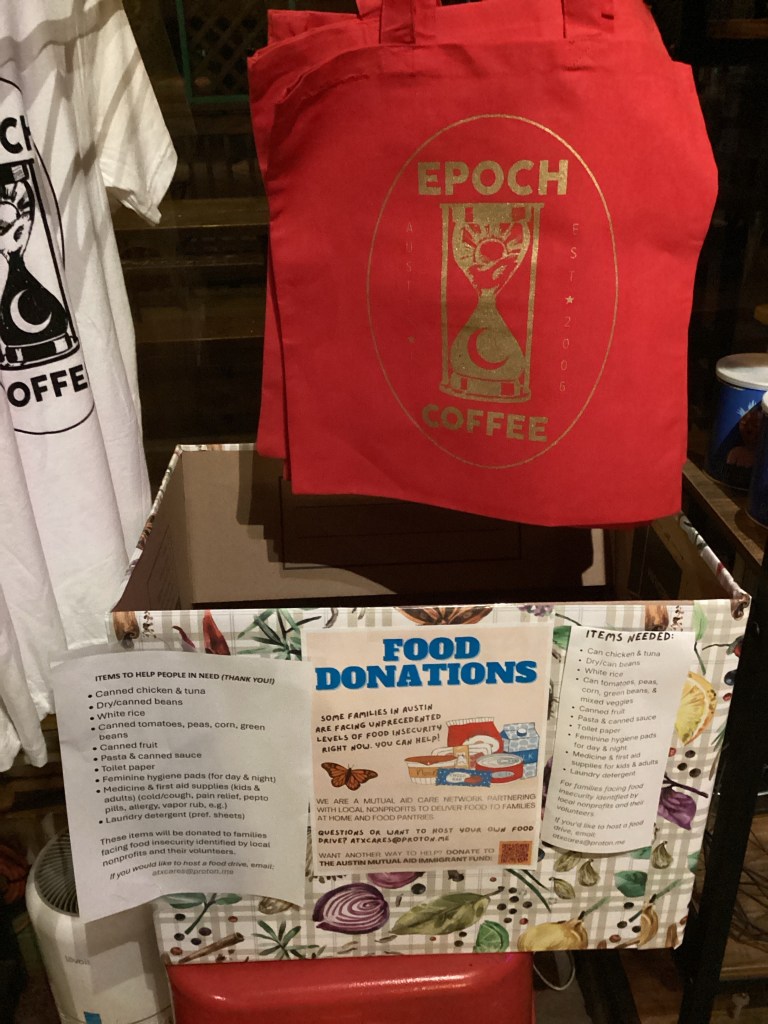 EPOCH
AUSTIN
EST ★ 2006
COFFEE
CH
OFFE
ITEMS TO HELP PEOPLE IN NEED (THANK YOU!)
• Canned chicken & tuna
• Dry/canned beans
• White rice
• Canned tomatoes, peas, corn, green
beans
• Canned fruit
• Pasta & canned sauce
• Toilet paper
• Feminine hygiene pads (for day & night)
• Medicine & first aid supplies (kids &
adults) (cold/cough, pain relief, pepto
pills, allergy, vapor rub, e.g.)
• Laundry detergent (pref. sheets)
These items will be donated to families
facing food insecurity identified by local
nonprofits and their volunteers.
If you would like to host a food drive, email:
atxcares@proton.me
FOOD
DONATIONS
SOME FAMILIES IN AUSTIN
ARE FACING UNPRECEDENTED
LEVELS OF FOOD INSECURITY
RIGHT NOW. YOU CAN HELP!
WE ARE A MUTUAL AID CARE NETWORK PARTNERING
WITH LOCAL NONPROFITS TO DELIVER FOOD TO FAMILIES
AT HOME AND FOOD PANTRIES.
QUESTIONS OR WANT TO HOST YOUR OWN FOOD
DRIVE? ATXCARES@PROTON.ME
WANT ANOTHER WAY TO HELP? DONATE TO
THE AUSTIN MUTUAL AID IMMIGRANT FUND:
ITEMS NEEDED:
• Can chicken & tuna
• Dry/can beans
• White rice
• Can tomatoes, peas,
corn, green beans, &
mixed veggies
• Canned fruit
• Pasta & canned sauce
• Toilet paper
• Feminine hygiene pads
for day & night
• Medicine & first aid
supplies for kids & adults
• Laundry detergent
For families facing food
insecurity identified by
local nonprofits and their
volunteers.
If you'd like to host a food
drive, email:
atxcares@proton.me
levoit